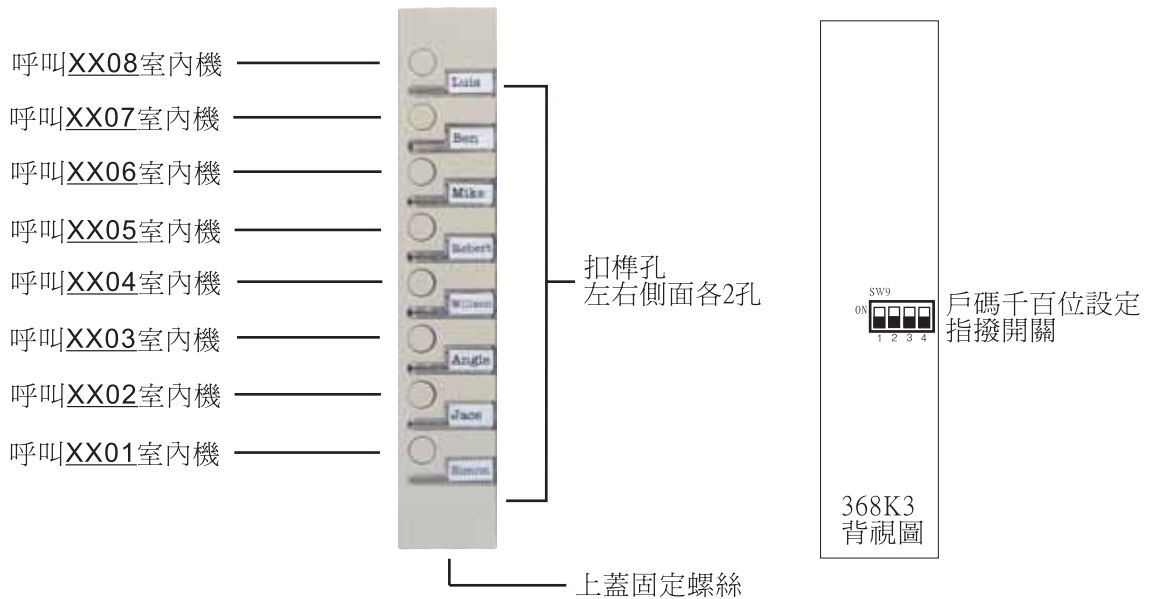 呼叫XX08室內機
呼叫XX07室內機
呼叫XX06室內機
呼叫XX05室內機
呼叫XX04室內機
呼叫XX03室內機
呼叫XX02室內機
呼叫XX01室內機
Luis
Ben
Mike
Robert
Wilson
Angle
Jace
Simon
扣榫孔
左右側面各2孔
上蓋固定螺絲
SW9
ON
1 2 3 4
戶碼千百位設定
指撥開關
368K3
背視圖